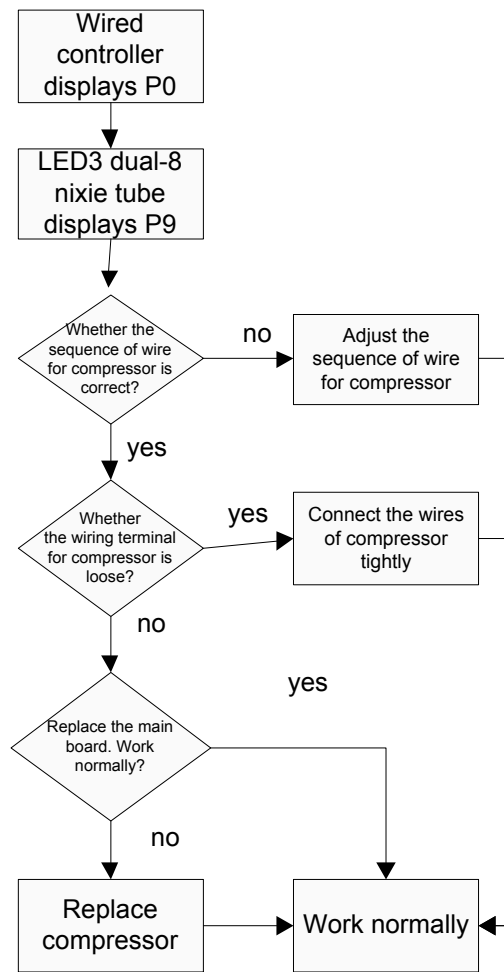 Wired
controller
displays P0
LED3 dual-8
nixie tube
displays P9
Whether the
sequence of wire
for compressor is
correct?
no
Adjust the
sequence of wire
for compressor
yes
Whether
the wiring terminal
for compressor is
loose?
yes
Connect the wires
of compressor
tightly
no
yes
Replace the main
board. Work
normally?
no
Replace
compressor
Work normally